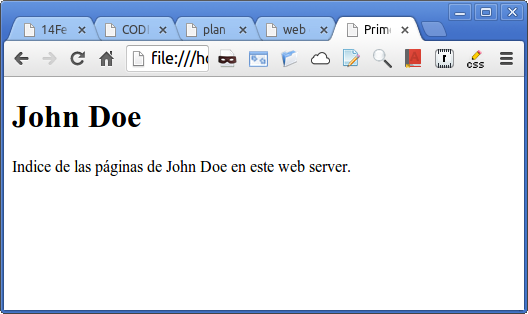 14Fe
CODI
plan
web
Prim
file:///h
css
John Doe
Indice de las páginas de John Doe en este web server.